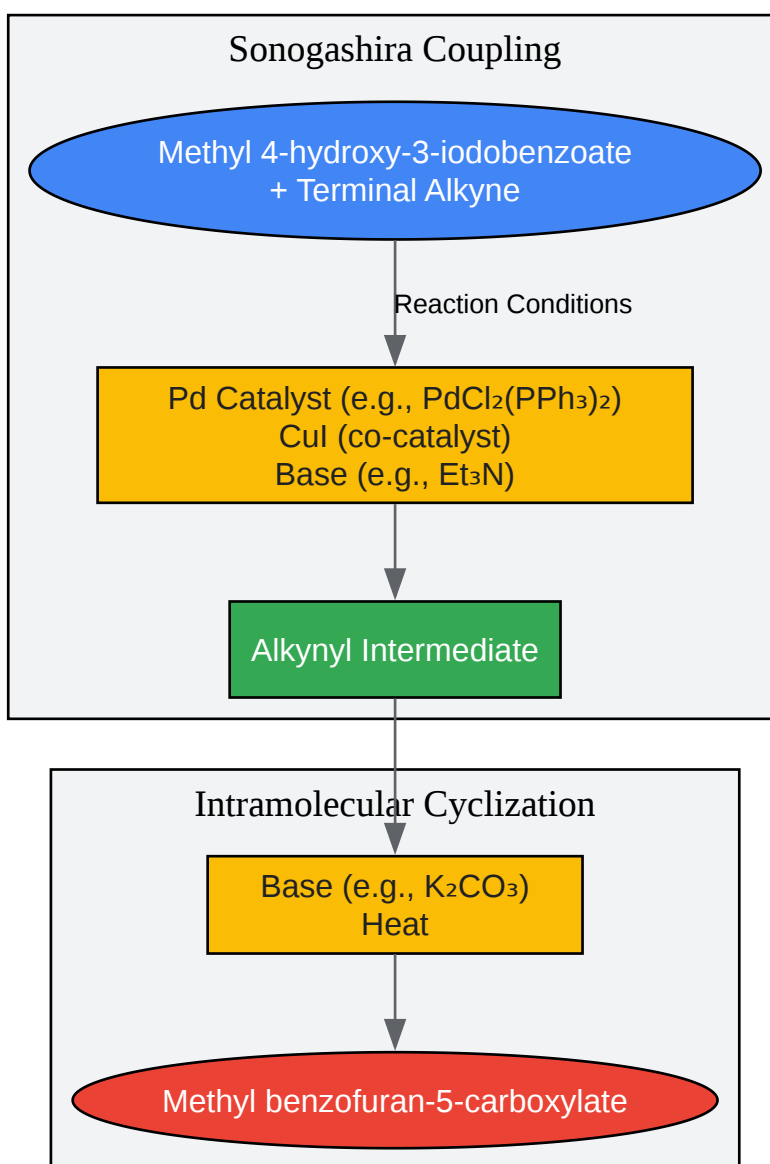 Sonogashira Coupling
Methyl 4-hydroxy-3-iodobenzoate
+ Terminal Alkyne
Reaction Conditions
Pd Catalyst (e.g., PdCl₂(PPh₃)₂)
CuI (co-catalyst)
Base (e.g., Et₃N)
Alkynyl Intermediate
Intramolecular Cyclization
Base (e.g., K₂CO₃)
Heat
Methyl benzofuran-5-carboxylate